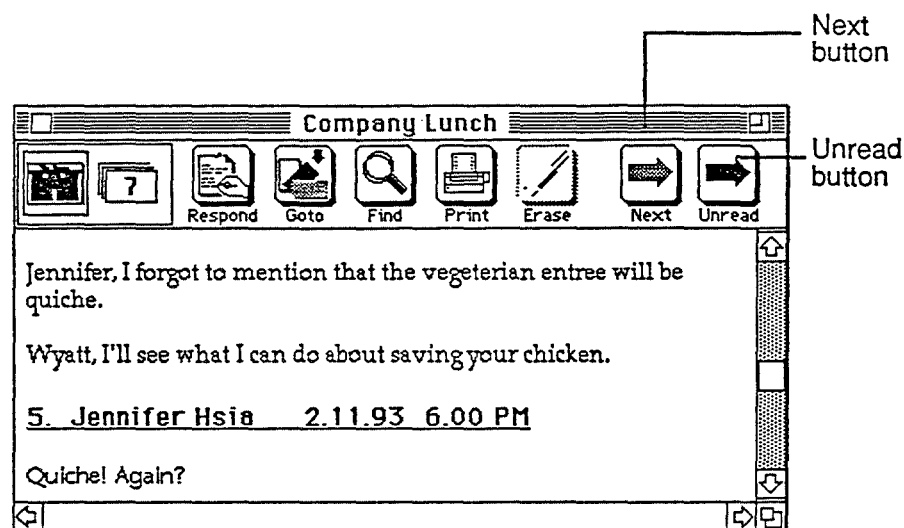 Next
button
Company Lunch
Unread
button
?
Respond Goto Find Print Erase Next Unread
Jennifer, I forgot to mention that the vegeterian entree will be
quiche.
Wyatt, I'll see what I can do about saving your chicken.
5. Jennifer Hsia 2.11.93 6.00 PM
Quiche! Again?